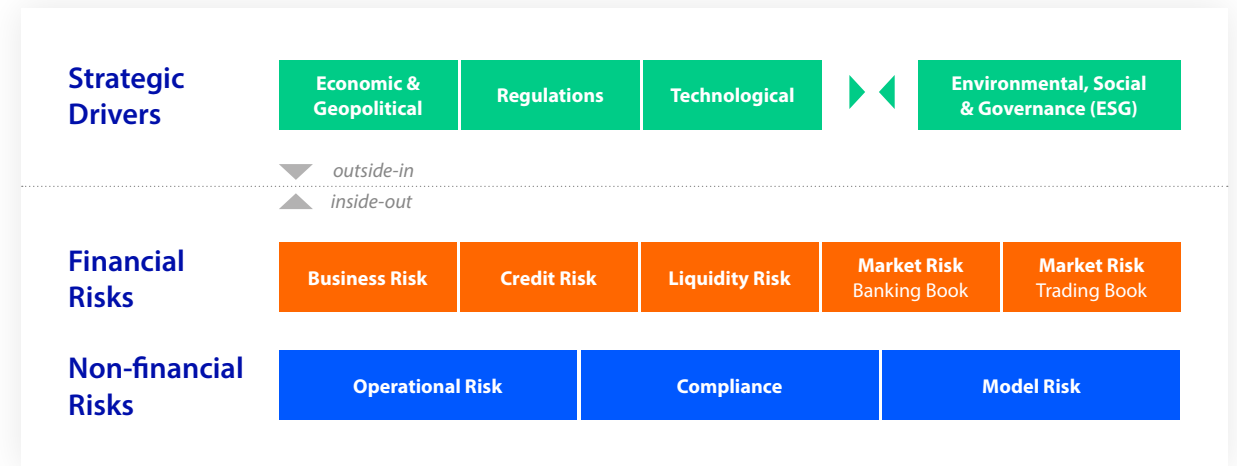 Strategic
Drivers
Economic &
Geopolitical
Regulations
Technological
Environmental, Social
& Governance (ESG)
outside-in
inside-out
Financial
Risks
Business Risk
Credit Risk
Liquidity Risk
Market Risk
Banking Book
Market Risk
Trading Book
Non-financial
Risks
Operational Risk
Compliance
Model Risk